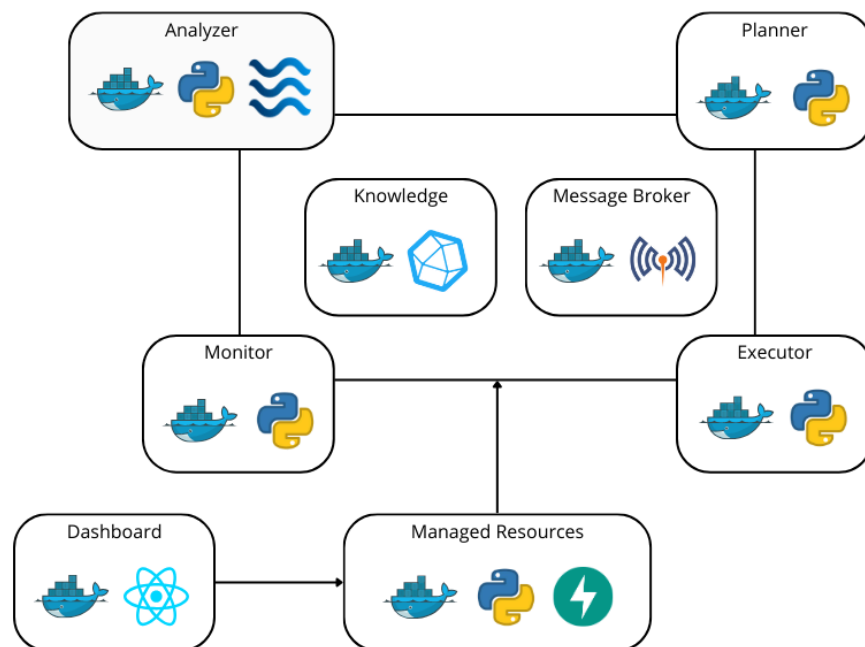 Analyzer
Planner
Knowledge
Message Broker
Monitor
Executor
Dashboard
Managed Resources